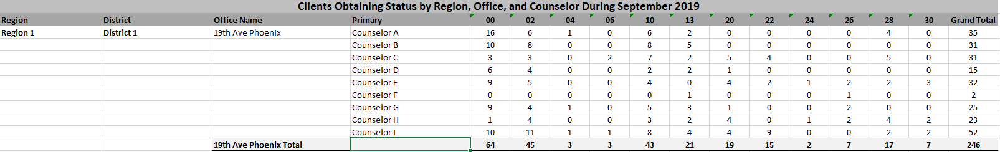 Clients Obtaining Status by Region, Office, and Counselor During September 2019
Region District Office Name Primary 00 02 04 06 10 13 20 22 24 26 28 30 Grand Total
Region 1 District 1 19th Ave Phoenix Counselor A 16 6 1 0 6 2 0 0 0 0 4 0 35
Counselor B 10 8 0 0 8 5 0 0 0 0 0 0 31
Counselor C 3 3 0 2 7 2 5 4 0 0 5 0 31
Counselor D 6 4 0 0 2 2 1 0 0 0 0 0 15
Counselor E 9 5 0 0 4 0 4 2 1 2 2 3 32
Counselor F 0 0 0 0 0 1 0 0 0 1 0 0 2
Counselor G 9 4 1 0 5 3 1 0 0 2 0 0 25
Counselor H 1 4 0 0 3 2 4 0 1 2 4 2 23
Counselor I 10 11 1 1 8 4 4 9 0 0 2 2 52
19th Ave Phoenix Total 64 45 3 3 43 21 19 15 2 7 17 7 246